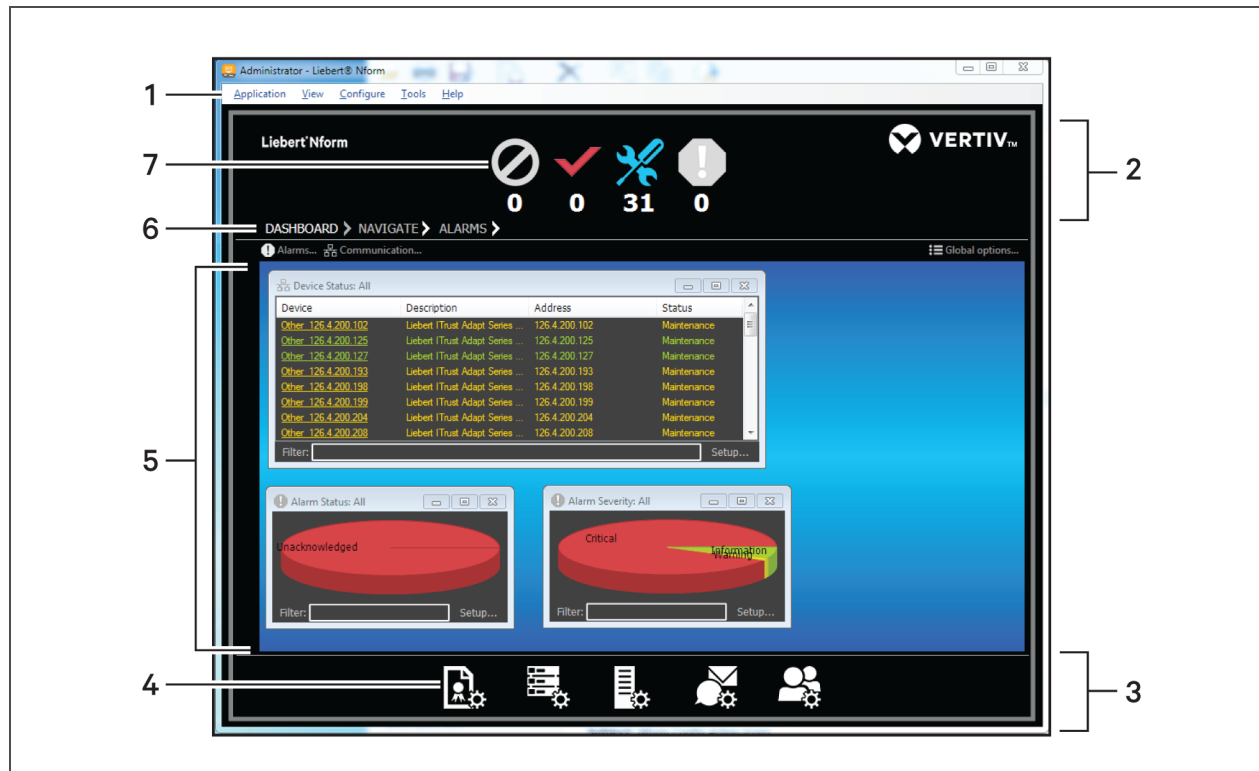 Administrator - Liebert® Nform
1 Application View Configure Tools Help
Liebert® Nform VERTIV™
7 2
0 0 31 0
6 DASHBOARD NAVIGATE ALARMS
Alarms... Communication... Global options...
Device Status: All
Device Description Address Status
Other_126.4.200.102 Liebert ITrust Adapt Series ... 126.4.200.102 Maintenance
Other_126.4.200.125 Liebert ITrust Adapt Series ... 126.4.200.125 Maintenance
Other_126.4.200.127 Liebert ITrust Adapt Series ... 126.4.200.127 Maintenance
Other_126.4.200.193 Liebert ITrust Adapt Series ... 126.4.200.193 Maintenance
Other_126.4.200.198 Liebert ITrust Adapt Series ... 126.4.200.198 Maintenance
Other_126.4.200.199 Liebert ITrust Adapt Series ... 126.4.200.199 Maintenance
Other_126.4.200.204 Liebert ITrust Adapt Series ... 126.4.200.204 Maintenance
Other_126.4.200.208 Liebert ITrust Adapt Series ... 126.4.200.208 Maintenance
Filter: Setup...
5
Alarm Status: All
Unacknowledged
Filter: Setup...
Alarm Severity: All
Critical
Information
Warning
Filter: Setup...
4 3